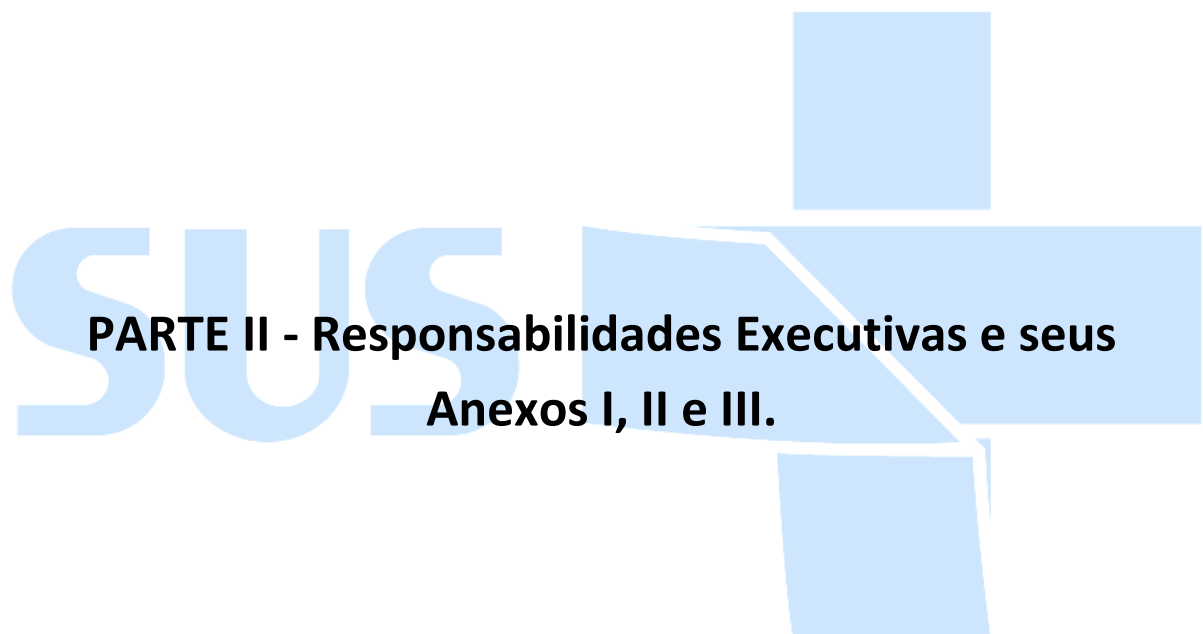 SUS
PARTE II - Responsabilidades Executivas e seus
Anexos I, II e III.